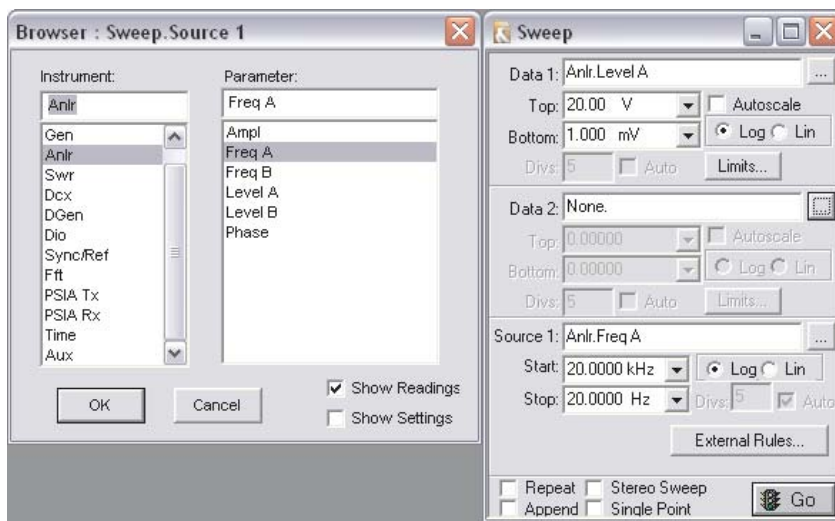 Browser : Sweep.Source 1
Instrument:
Anlr
Gen
Anlr
Swr
Dcx
DGen
Dio
Sync/Ref
Fft
PSIA Tx
PSIA Rx
Time
Aux
Parameter:
Freq A
Ampl
Freq A
Freq B
Level A
Level B
Phase
OK
Cancel
Show Readings
Show Settings
Sweep
Data 1: Anlr.Level A ...
Top: 20.00 V Autoscale
Bottom: 1.000 mV Log Lin
Divs: 5 Auto Limits...
Data 2: None. ...
Top: 0.00000 Autoscale
Bottom: 0.00000 Log Lin
Divs: 5 Auto Limits...
Source 1: Anlr.Freq A ...
Start: 20.0000 kHz Log Lin
Stop: 20.0000 Hz Divs: 5 Auto
External Rules...
Repeat Stereo Sweep
Append Single Point
Go